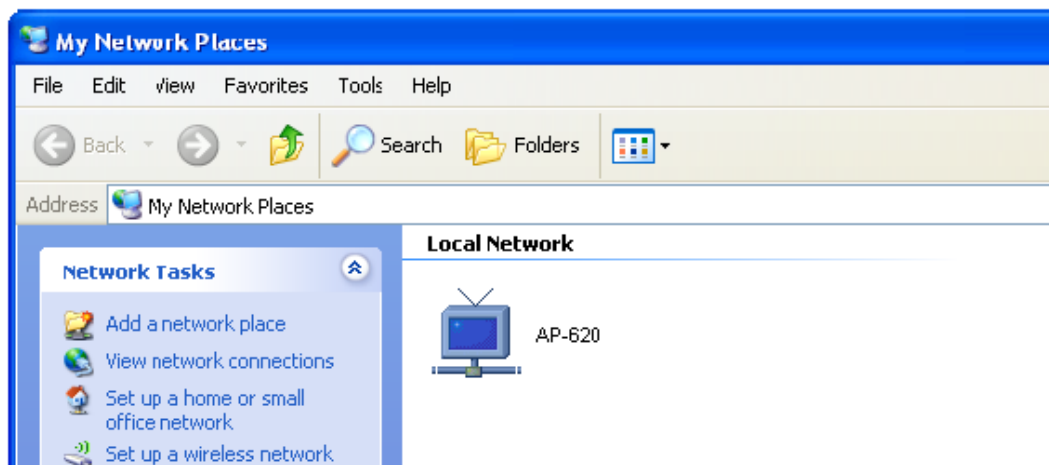 My Network Places
File Edit View Favorites Tools Help
Back Search Folders
Address My Network Places
Local Network
Network Tasks
AP-620
Add a network place
View network connections
Set up a home or small
office network
Set up a wireless network